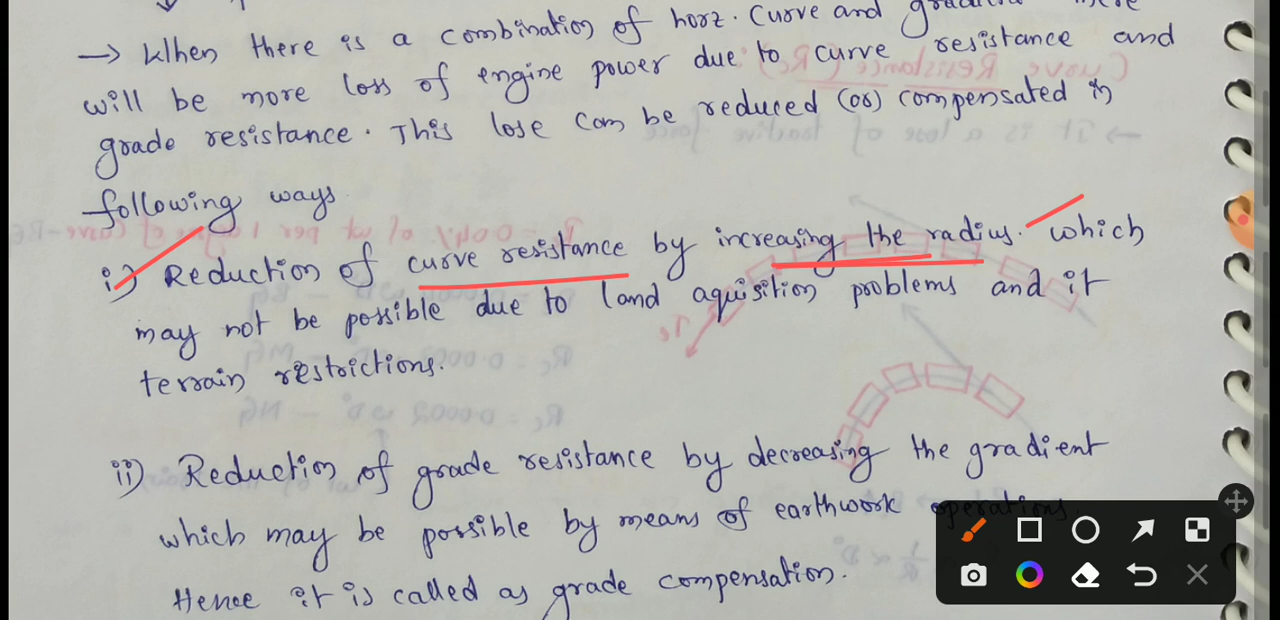 → When there is a combination of horz. Curve and
will be more loss of engine power due to curve resistance and
grade resistance. This lose can be reduced (or) compensated in
following ways.
i) Reduction of curve resistance by increasing the radius. which
may not be possible due to land aquisition problems and it
terrain restrictions.
ii) Reduction of grade resistance by decreasing the gradient
which may be possible by means of earthwork operations.
Hence it is called as grade compensation.